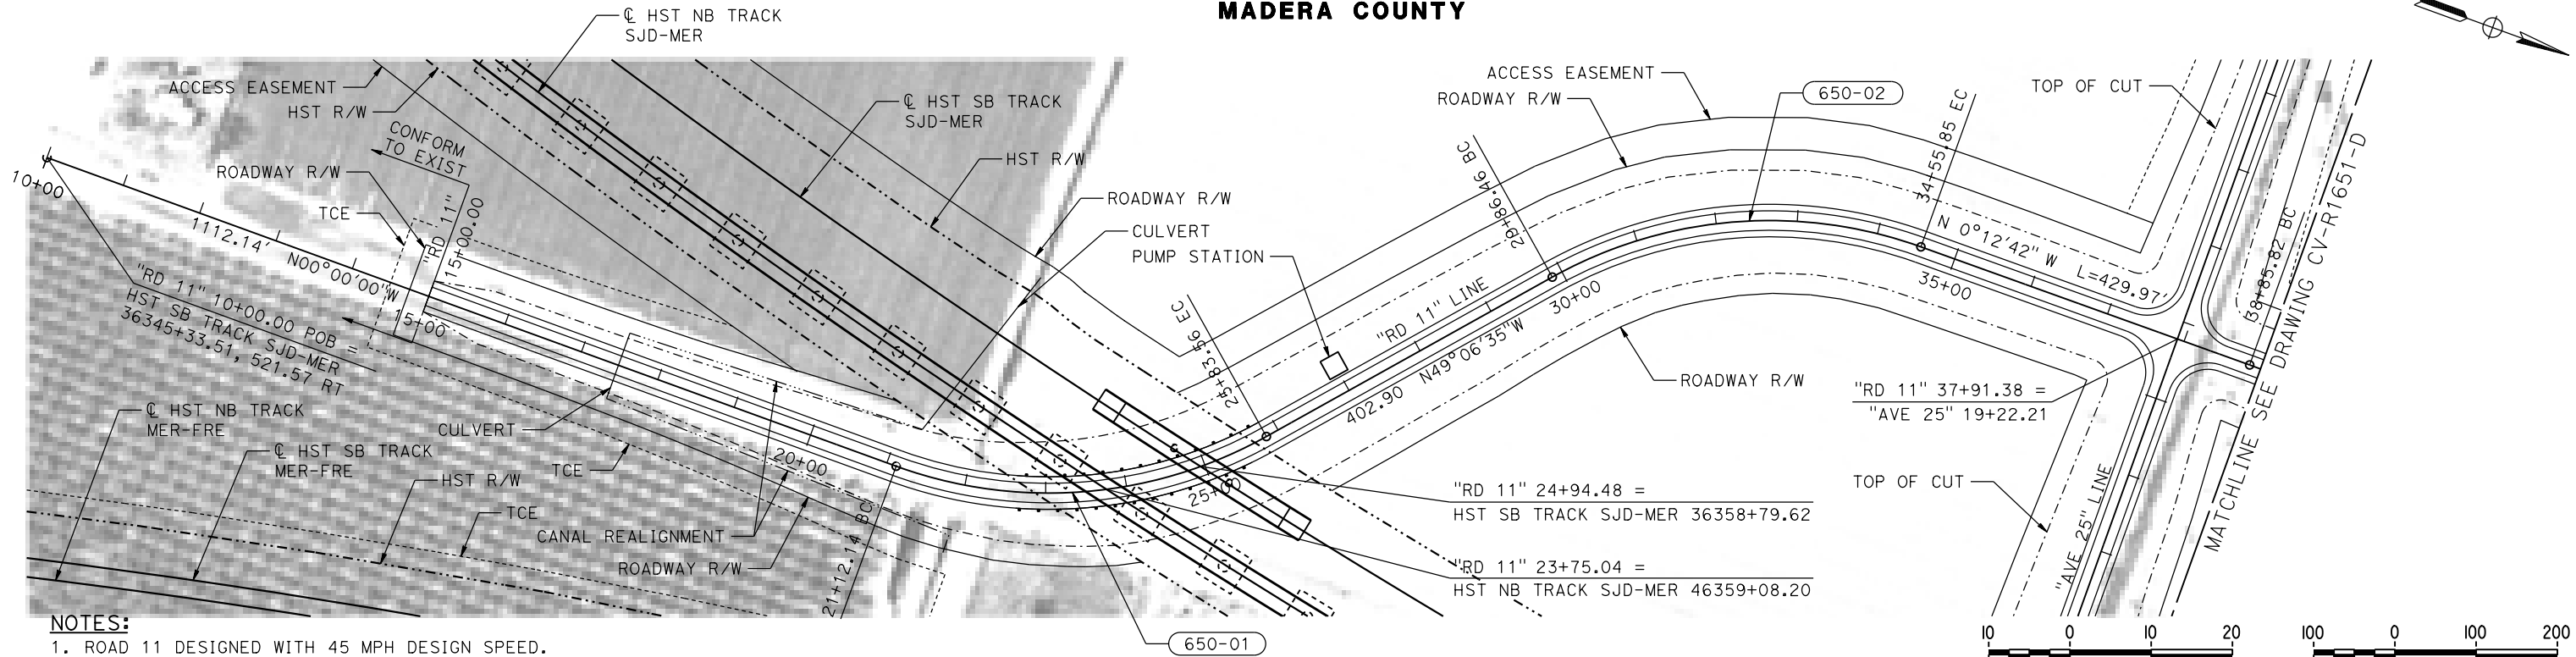 MADERA COUNTY
℄ HST NB TRACK
SJD-MER
ACCESS EASEMENT
HST R/W
CONFORM
TO EXIST
ROADWAY R/W
TCE
10+00
1112.14'
N00°00'00"W
"RD 11"
15+00.00
15+00
"RD 11" 10+00.00 POB =
HST SB TRACK SJD-MER
36345+33.51, 521.57 RT
℄ HST NB TRACK
MER-FRE
℄ HST SB TRACK
MER-FRE
HST R/W
TCE
CULVERT
TCE
20+00
CANAL REALIGNMENT
ROADWAY R/W
21+12.14 BC
℄ HST SB TRACK
SJD-MER
HST R/W
ROADWAY R/W
CULVERT
PUMP STATION
25+83.56 EC
25+00
"RD 11" LINE
402.90
N49°06'35"W
30+00
29+86.46 BC
ACCESS EASEMENT
ROADWAY R/W
650-02
34+55.85 EC
N 0°12'42" W
L=429.97'
35+00
TOP OF CUT
38+85.82 BC
MATCHLINE SEE DRAWING CV-R1651-D
ROADWAY R/W
"RD 11" 37+91.38 =
"AVE 25" 19+22.21
TOP OF CUT
"AVE 25" LINE
"RD 11" 24+94.48 =
HST SB TRACK SJD-MER 36358+79.62
"RD 11" 23+75.04 =
HST NB TRACK SJD-MER 46359+08.20
650-01
NOTES:
1. ROAD 11 DESIGNED WITH 45 MPH DESIGN SPEED.
10 0 10 20
100 0 100 200